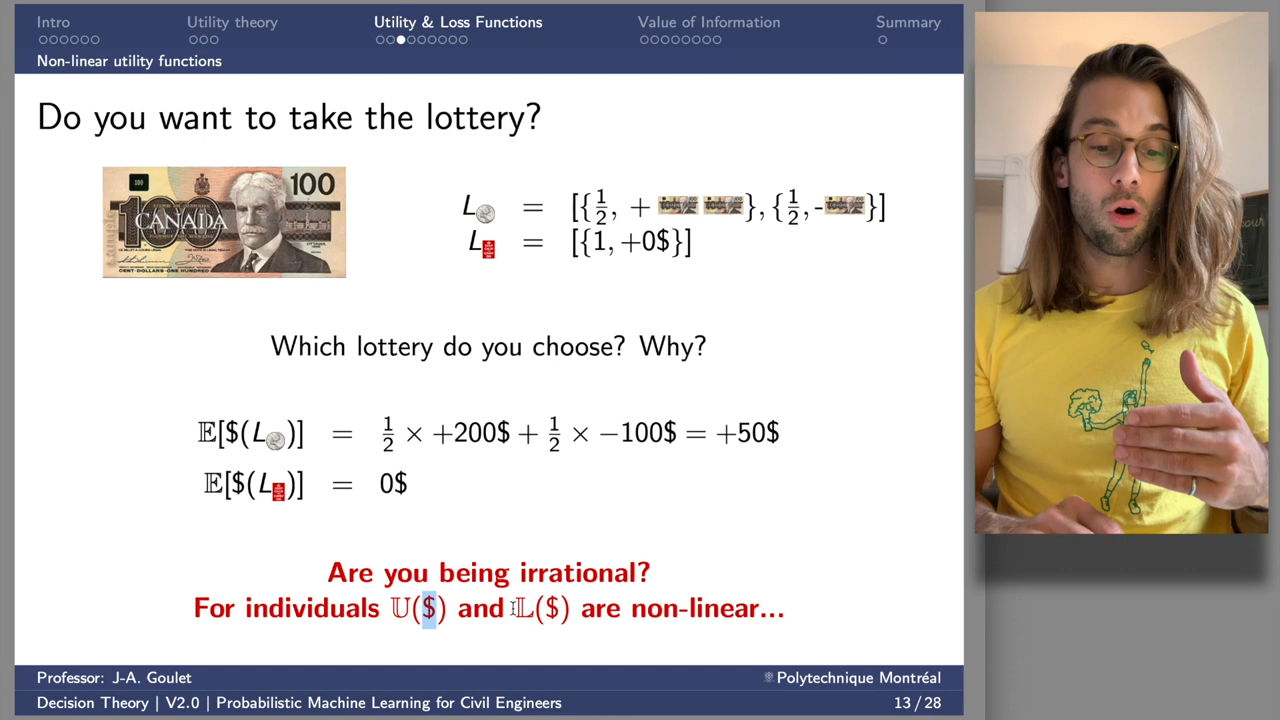 Intro Utility theory Utility & Loss Functions Value of Information Summary
Non-linear utility functions
Do you want to take the lottery?
100
CANADA
L = [{1/2, + }, {1/2, - }]
L = [{1, +0$}]
Which lottery do you choose? Why?
𝔼[$(L )] = 1/2 × +200$ + 1/2 × −100$ = +50$
𝔼[$(L )] = 0$
Are you being irrational?
For individuals 𝕌($) and 𝕃($) are non-linear...
Professor: J-A. Goulet Polytechnique Montréal
Decision Theory | V2.0 | Probabilistic Machine Learning for Civil Engineers 13 / 28